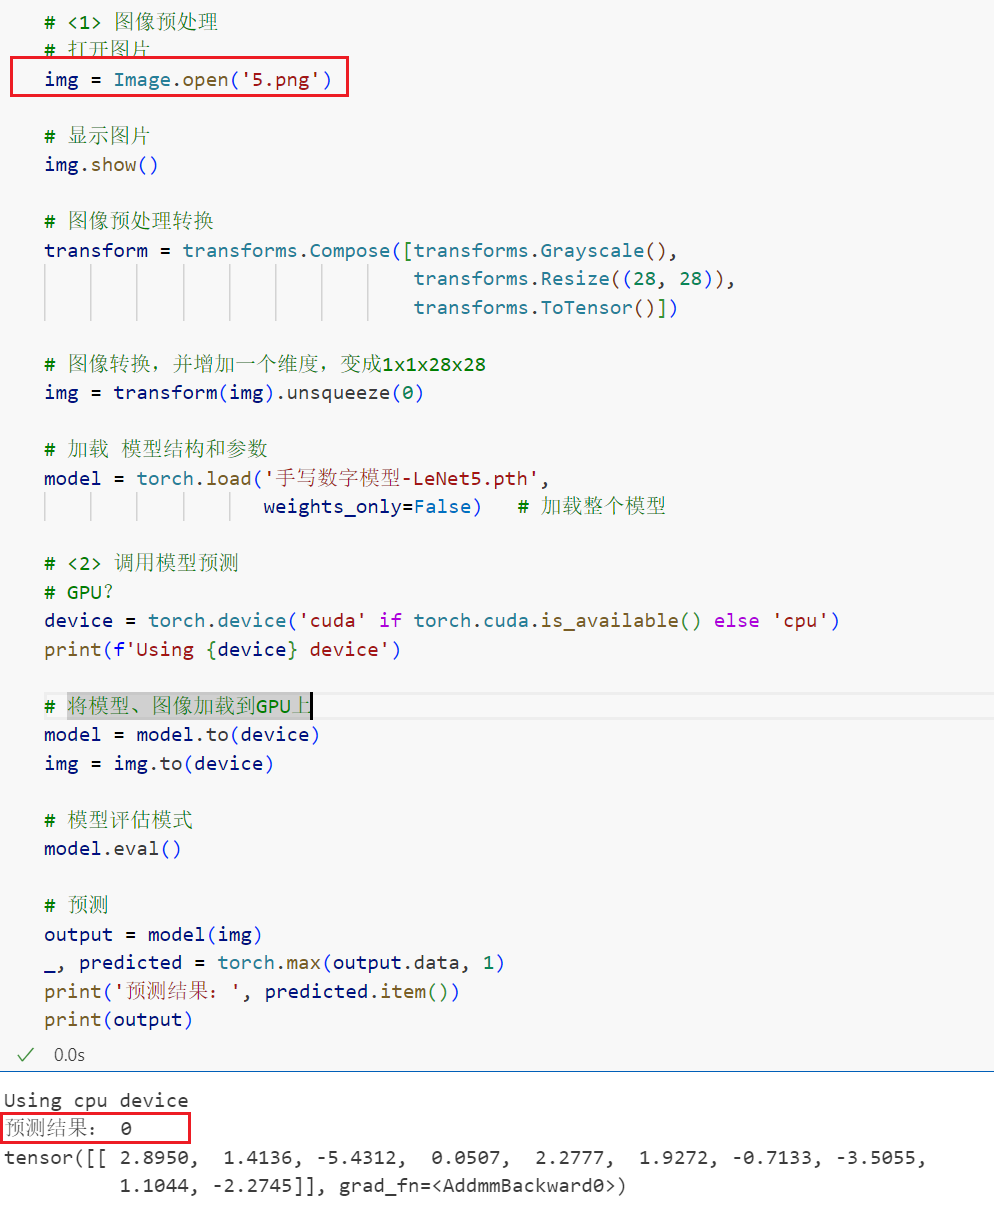 # <1> 图像预处理
# 打开图片
img = Image.open('5.png')
# 显示图片
img.show()
# 图像预处理转换
transform = transforms.Compose([transforms.Grayscale(),
transforms.Resize((28, 28)),
transforms.ToTensor()])
# 图像转换，并增加一个维度，变成1x1x28x28
img = transform(img).unsqueeze(0)
# 加载 模型结构和参数
model = torch.load('手写数字模型-LeNet5.pth',
weights_only=False)   # 加载整个模型
# <2> 调用模型预测
# GPU？
device = torch.device('cuda' if torch.cuda.is_available() else 'cpu')
print(f'Using {device} device')
# 将模型、图像加载到GPU上
model = model.to(device)
img = img.to(device)
# 模型评估模式
model.eval()
# 预测
output = model(img)
_, predicted = torch.max(output.data, 1)
print('预测结果：', predicted.item())
print(output)
0.0s
Using cpu device
预测结果： 0
tensor([[ 2.8950,  1.4136, -5.4312,  0.0507,  2.2777,  1.9272, -0.7133, -3.5055,
1.1044, -2.2745]], grad_fn=<AddmmBackward0>)